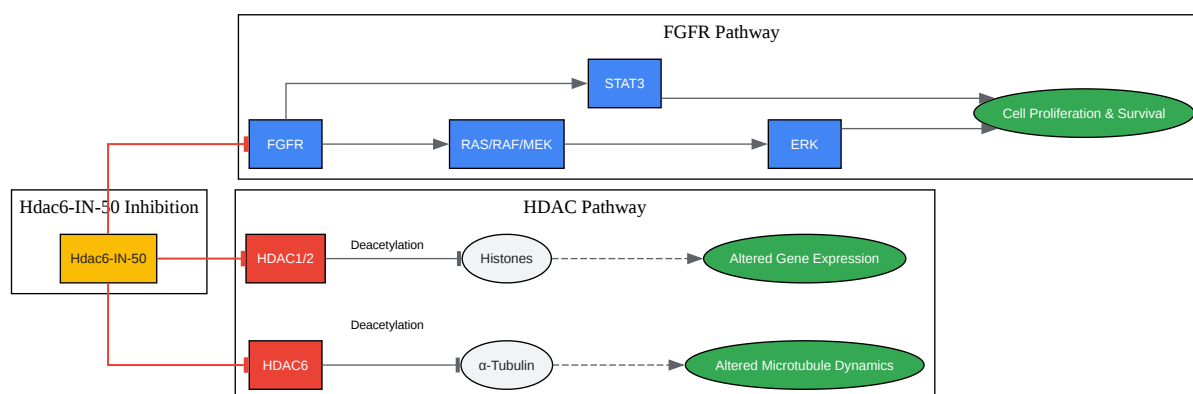 FGFR Pathway
STAT3
Cell Proliferation & Survival
FGFR
RAS/RAF/MEK
ERK
Hdac6-IN-50 Inhibition
Hdac6-IN-50
HDAC Pathway
HDAC1/2
Deacetylation
Histones
Altered Gene Expression
HDAC6
Deacetylation
α-Tubulin
Altered Microtubule Dynamics